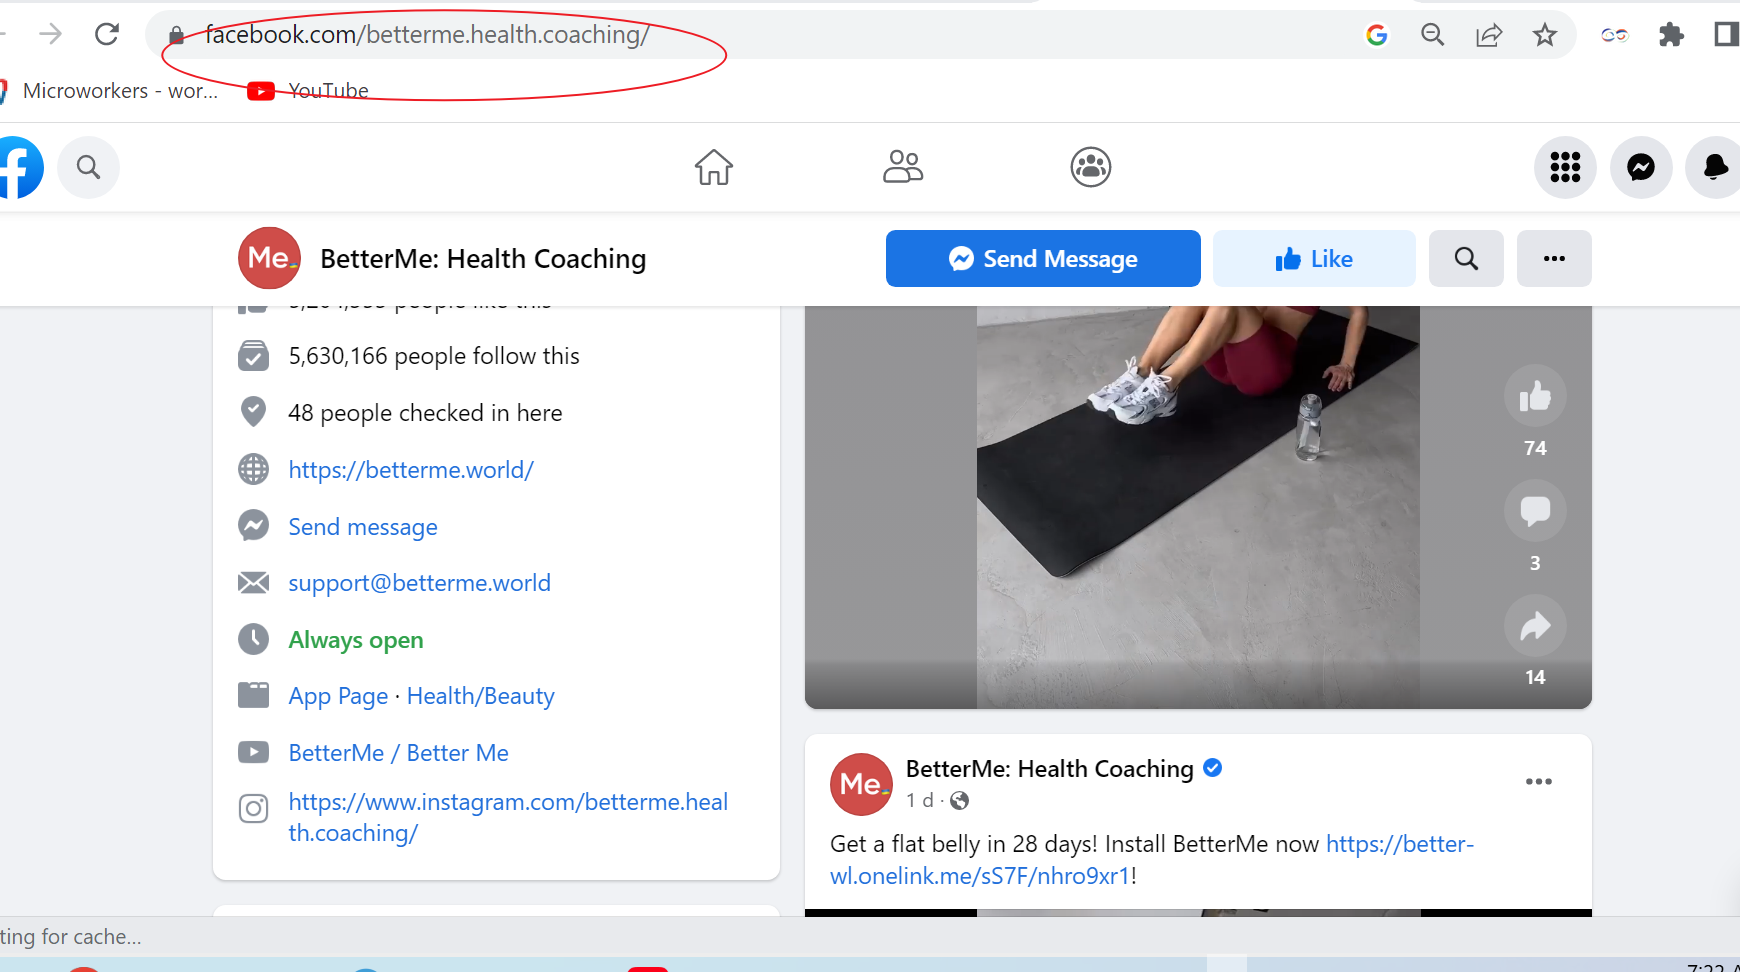 facebook.com/betterme.health.coaching/
Microworkers - wor...
YouTube
Me.
BetterMe: Health Coaching
Send Message
Like
people like this
5,630,166 people follow this
48 people checked in here
https://betterme.world/
Send message
support@betterme.world
Always open
App Page · Health/Beauty
BetterMe / Better Me
https://www.instagram.com/betterme.heal
th.coaching/
74
3
14
Me.
BetterMe: Health Coaching
1 d ·
Get a flat belly in 28 days! Install BetterMe now https://better-
wl.onelink.me/sS7F/nhro9xr1!
ting for cache...